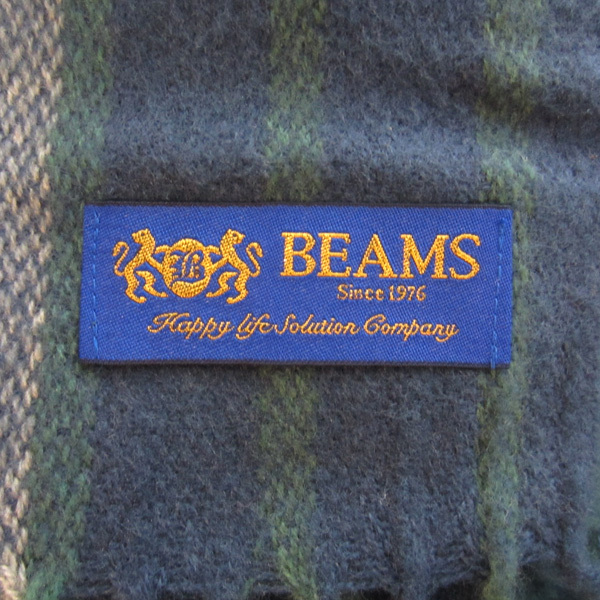 BEAMS
Since 1976
Happy life Solution Company